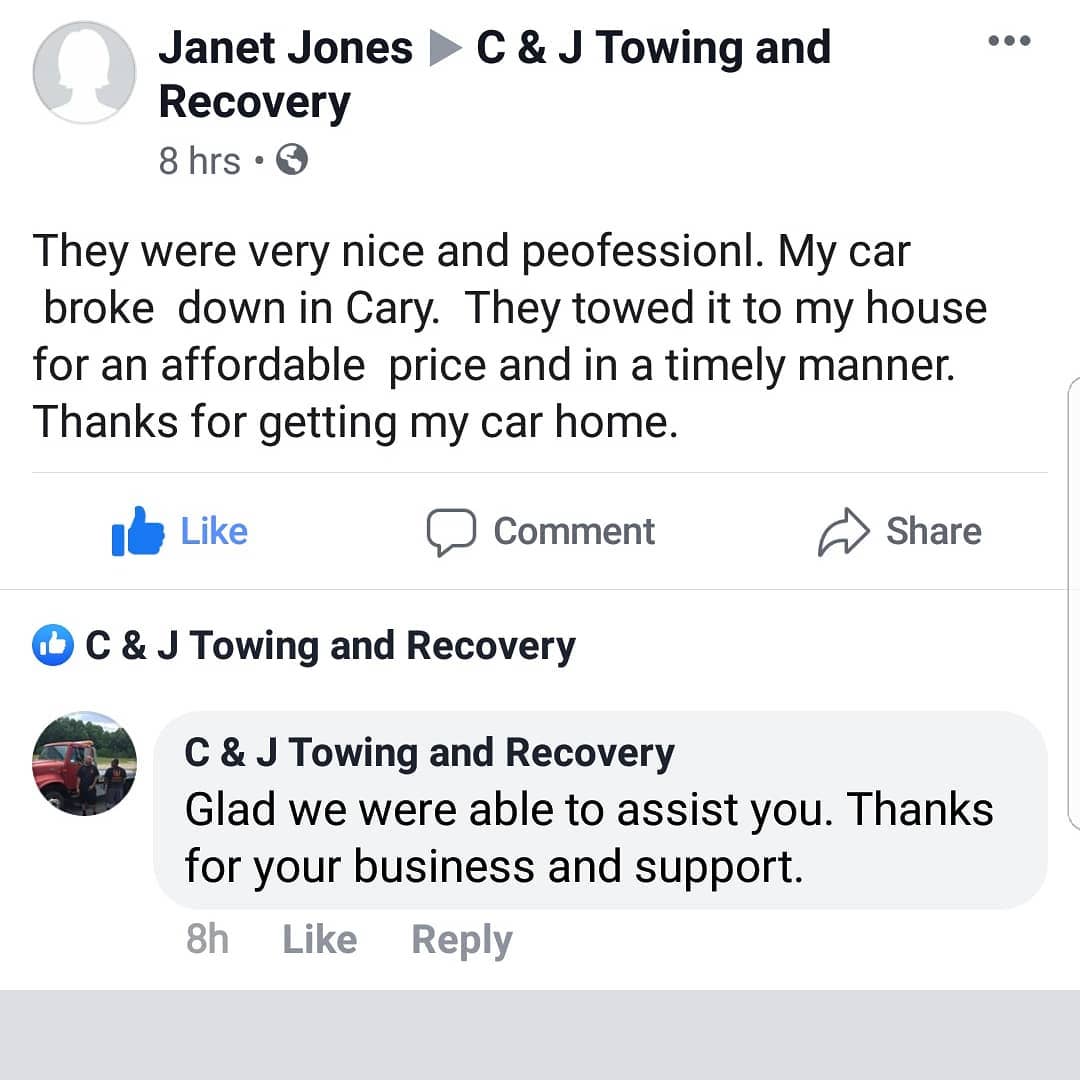 Janet Jones ▶ C & J Towing and
Recovery
8 hrs •
They were very nice and peofessionl. My car
broke  down in Cary.  They towed it to my house
for an affordable  price and in a timely manner.
Thanks for getting my car home.
Like Comment Share
C & J Towing and Recovery
C & J Towing and Recovery
Glad we were able to assist you. Thanks
for your business and support.
8h Like Reply